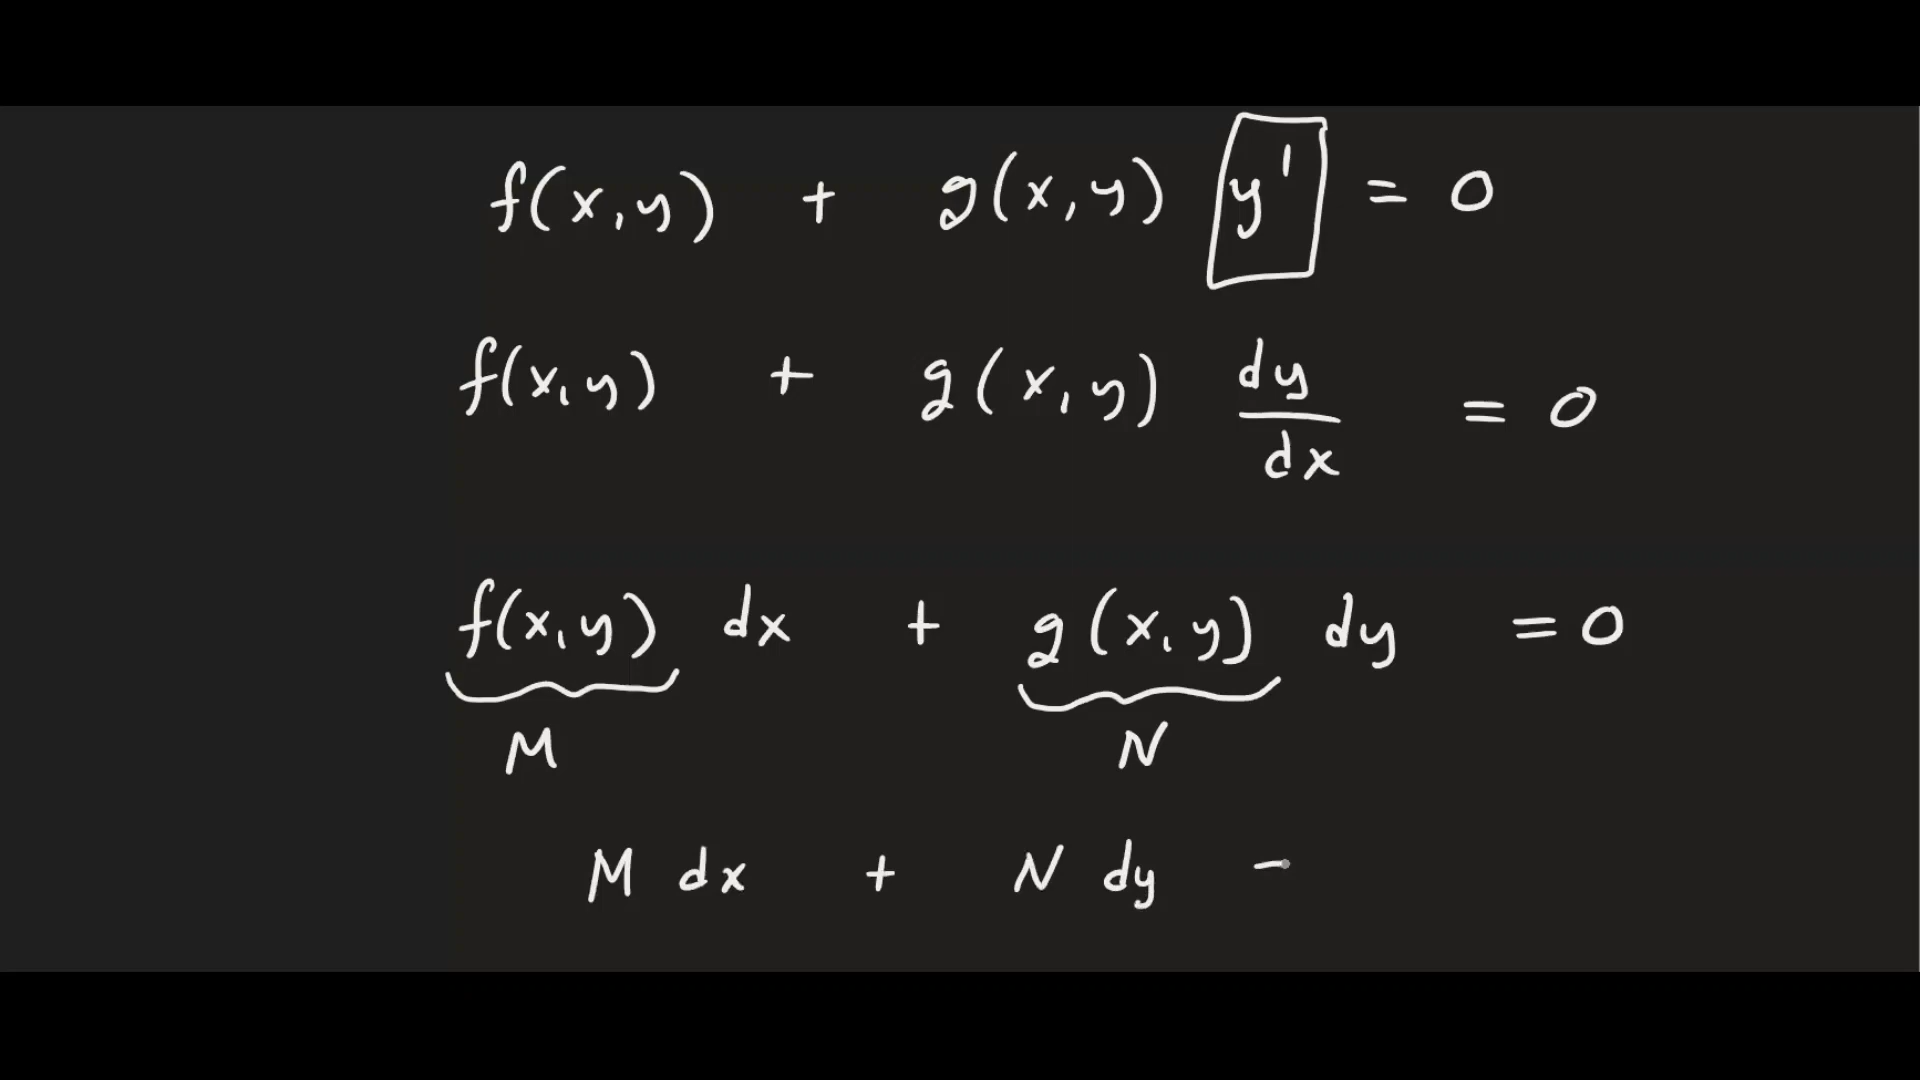 f(x,y) + g(x,y) y' = 0
f(x,y) + g(x,y) dy/dx = 0
f(x,y) dx + g(x,y) dy = 0
M N
M dx + N dy -